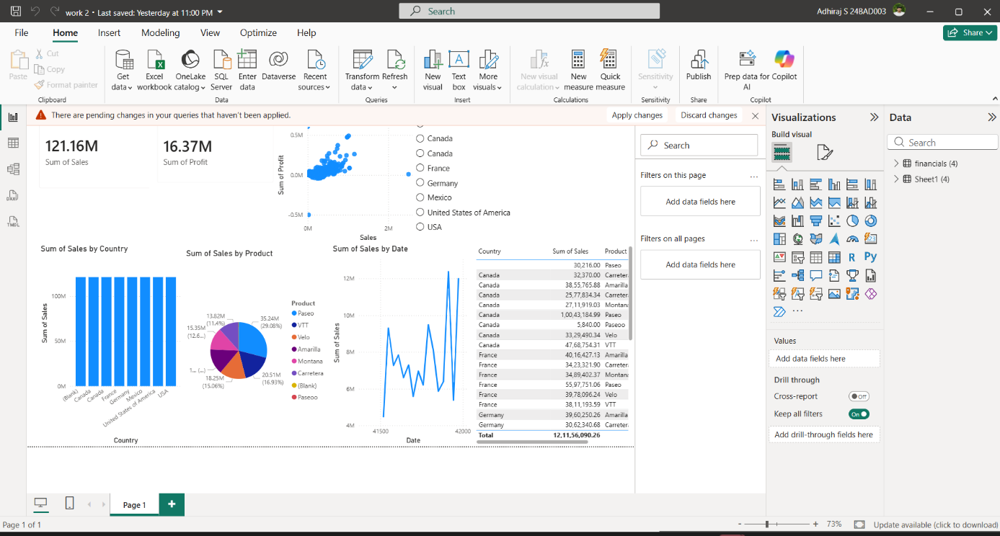 work 2 • Last saved: Yesterday at 11:00 PM
Search
Adhiraj S 24BAD003
File
Home
Insert
Modeling
View
Optimize
Help
Share
Paste
Cut
Copy
Format painter
Clipboard
Get data
Excel workbook
OneLake catalog
SQL Server
Enter data
Dataverse
Recent sources
Data
Transform data
Refresh
Queries
New visual
Text box
More visuals
Insert
New visual calculation
New measure
Quick measure
Calculations
Sensitivity
Sensitivity
Publish
Share
Prep data for AI
Copilot
Copilot
There are pending changes in your queries that haven't been applied.
Apply changes
Discard changes
DAX
TMDL
121.16M
Sum of Sales
16.37M
Sum of Profit
Sum of Profit
0.5M
0.0M
-0.5M
0M
2M
Sales
Canada
Canada
France
Germany
Mexico
United States of America
USA
Sum of Sales by Country
Sum of Sales
100M
50M
0M
(Blank)
Canada
Canada
France
Germany
Mexico
United States of America
USA
Country
Sum of Sales by Product
13.82M
(11.4%)
35.24M
(29.08%)
15.35M
(12.6...)
1... (...)
18.25M
(15.06%)
20.51M
(16.93%)
Product
Paseo
VTT
Velo
Amarilla
Montana
Carretera
(Blank)
Paseoo
Sum of Sales by Date
Sum of Sales
12M
10M
8M
6M
4M
41500
42000
Date
Country Sum of Sales Product
30,216.00 Paseo
Canada 32,370.00 Carreter
Canada 38,55,765.88 Amarilla
Canada 25,77,834.34 Carreter
Canada 27,11,919.03 Montan
Canada 1,00,43,184.99 Paseo
Canada 5,840.00 Paseoo
Canada 33,29,490.34 Velo
Canada 47,68,754.31 VTT
France 40,16,427.13 Amarilla
France 34,23,321.90 Carreter
France 34,89,402.37 Montan
France 55,97,751.06 Paseo
France 39,78,096.24 Velo
France 38,11,193.59 VTT
Germany 39,60,250.26 Amarilla
Germany 30,62,340.68 Carreter
Total 12,11,56,090.26
Search
Filters on this page
...
Add data fields here
Filters on all pages
...
Add data fields here
Visualizations
Build visual
123
R
Py
...
Values
Add data fields here
Drill through
Cross-report
Off
Keep all filters
On
Add drill-through fields here
Data
Search
financials (4)
Sheet1 (4)
Page 1
+
Page 1 of 1
- + 73%
Update available (click to download)